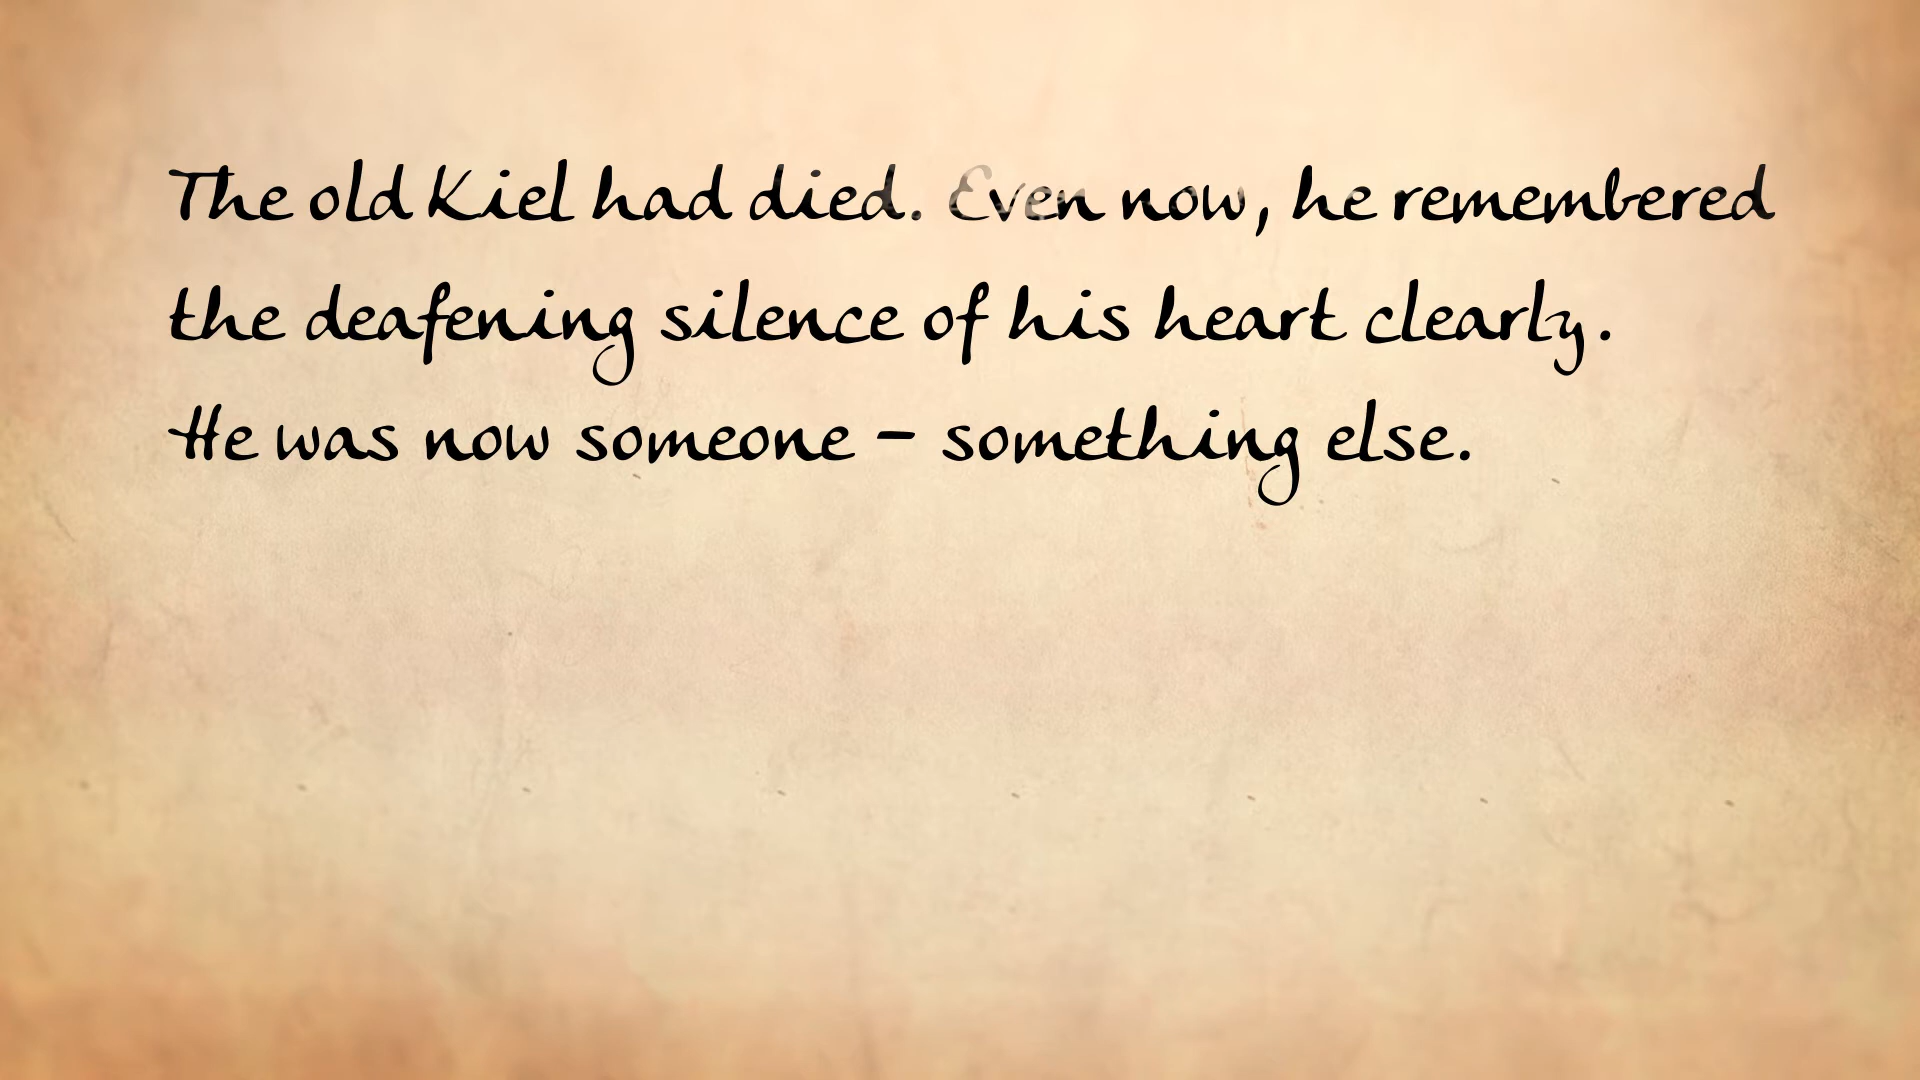 The old Kiel had died. Even now, he remembered
the deafening silence of his heart clearly.
He was now someone – something else.